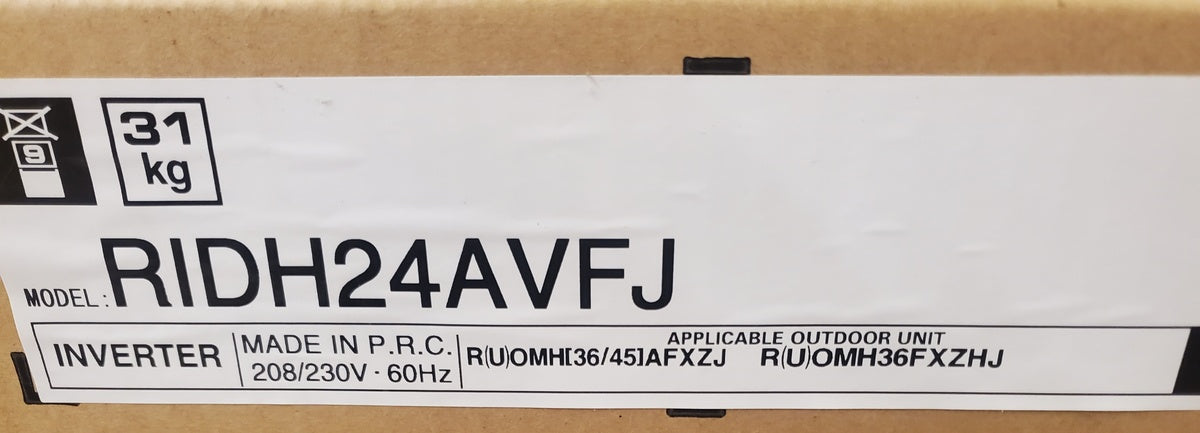 9
31
kg
MODEL: RIDH24AVFJ
INVERTER
MADE IN P.R.C.
208/230V · 60Hz
APPLICABLE OUTDOOR UNIT
R(U)OMH[36/45]AFXZJ R(U)OMH36FXZHJ